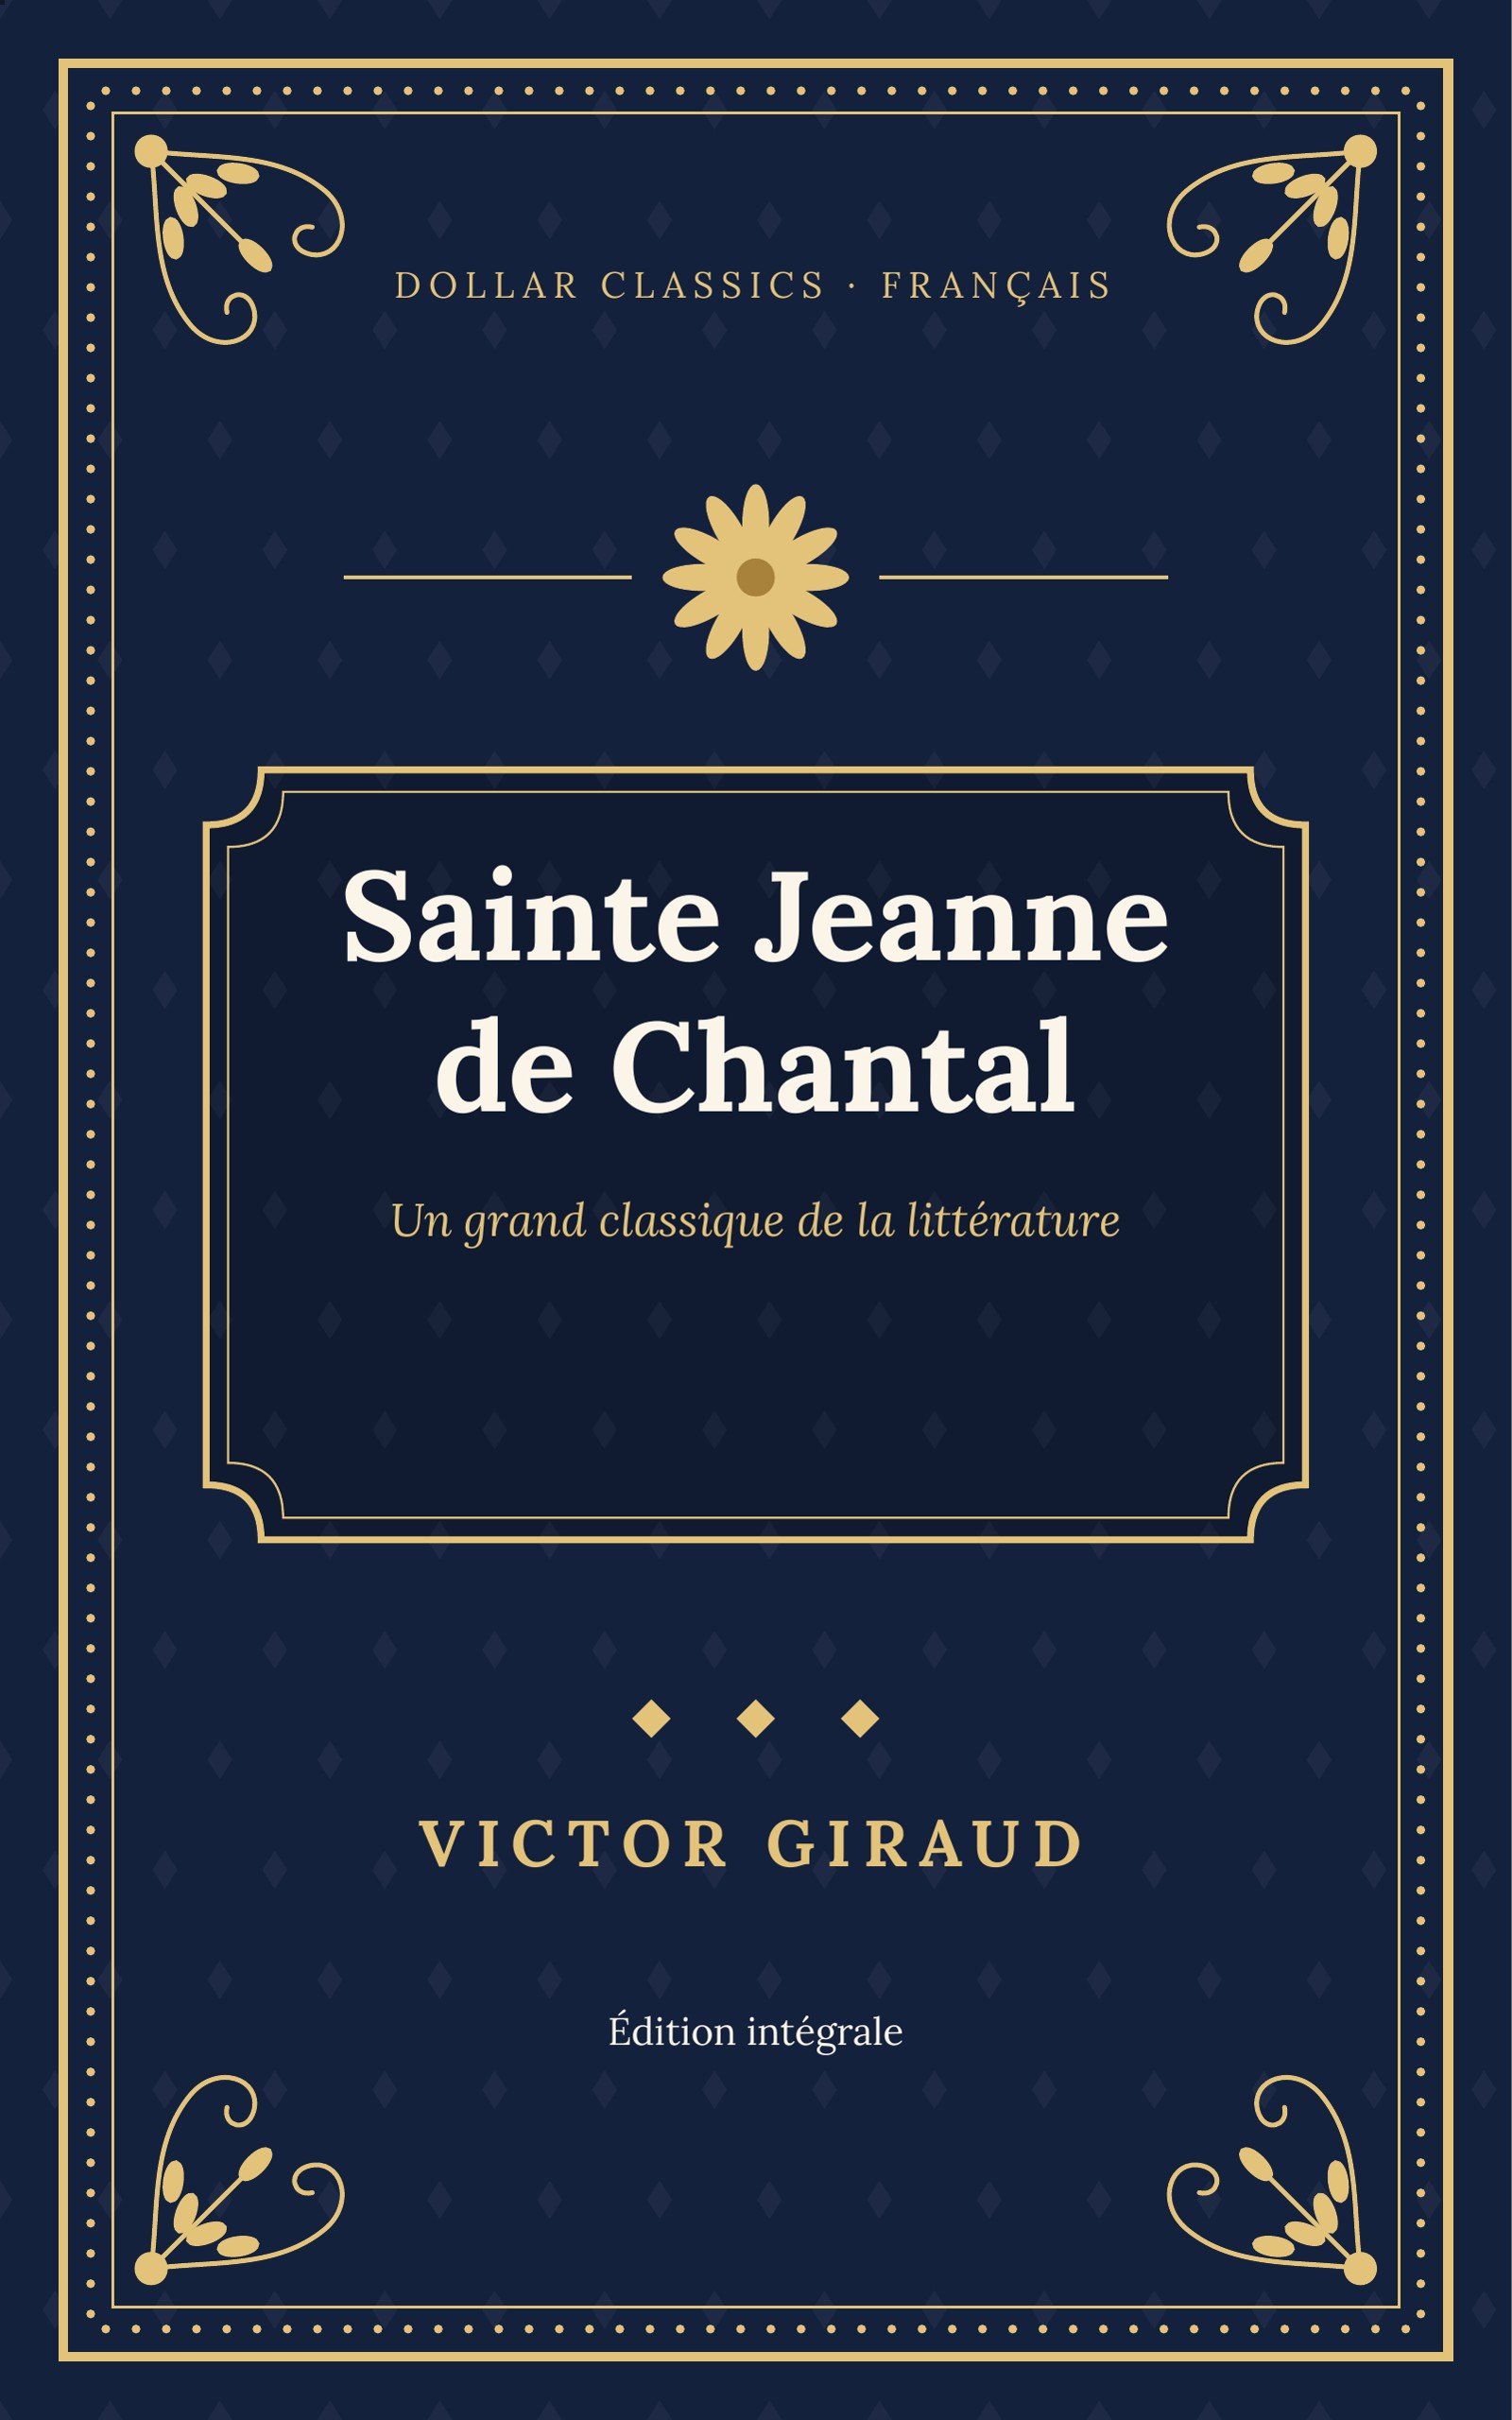 DOLLAR CLASSICS · FRANÇAIS
Sainte Jeanne
de Chantal
Un grand classique de la littérature
VICTOR GIRAUD
Édition intégrale